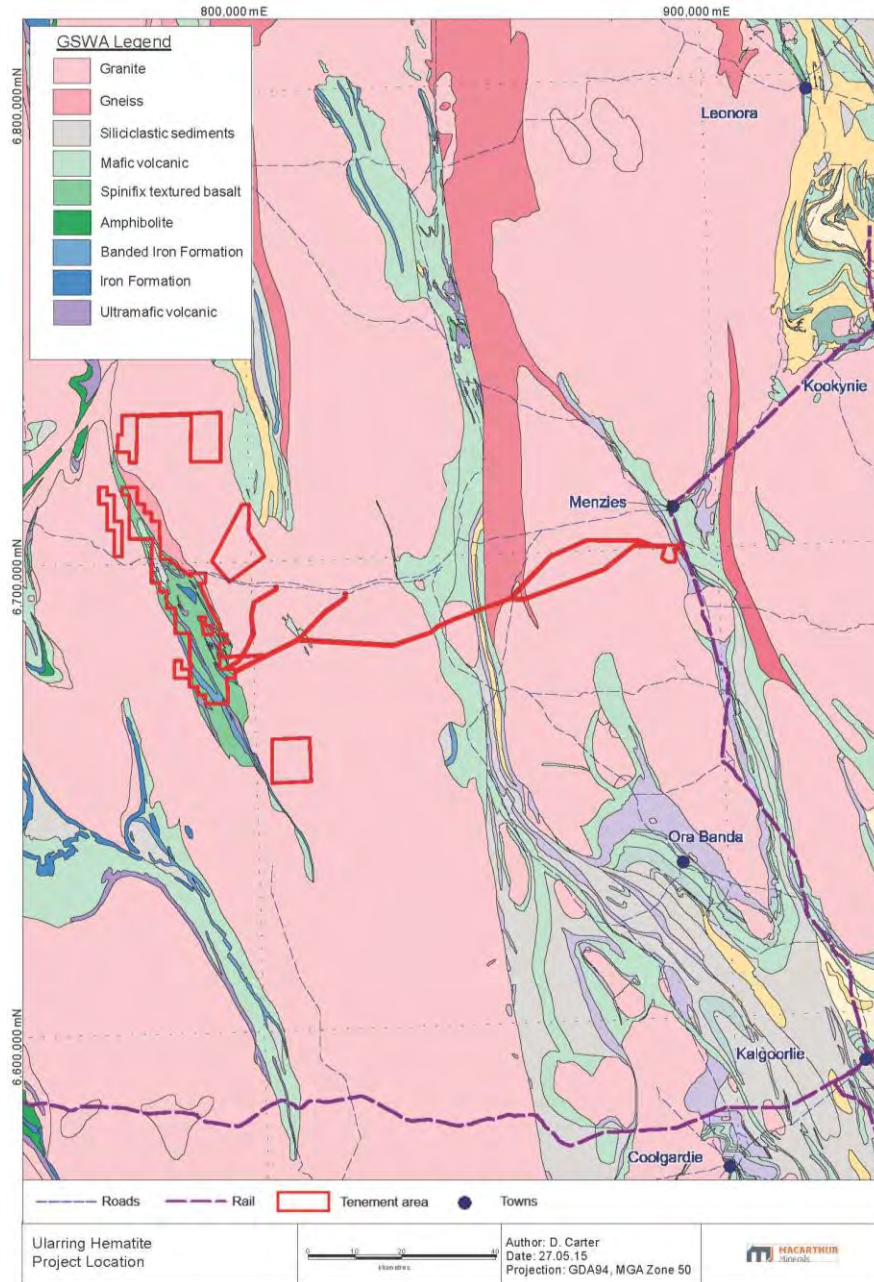 800,000 mE
900,000 mE
6,800,000 mN
6,700,000 mN
6,600,000 mN
GSWA Legend
Granite
Gneiss
Siliciclastic sediments
Mafic volcanic
Spinifix textured basalt
Amphibolite
Banded Iron Formation
Iron Formation
Ultramafic volcanic
Leonora
Kookynie
Menzies
Ora Banda
Kalgoorlie
Coolgardie
Roads
Rail
Tenement area
Towns
Ularring Hematite
Project Location
0 10 20 40
Kilometres
Author: D. Carter
Date: 27.05.15
Projection: GDA94, MGA Zone 50
MACARTHUR
Minerals